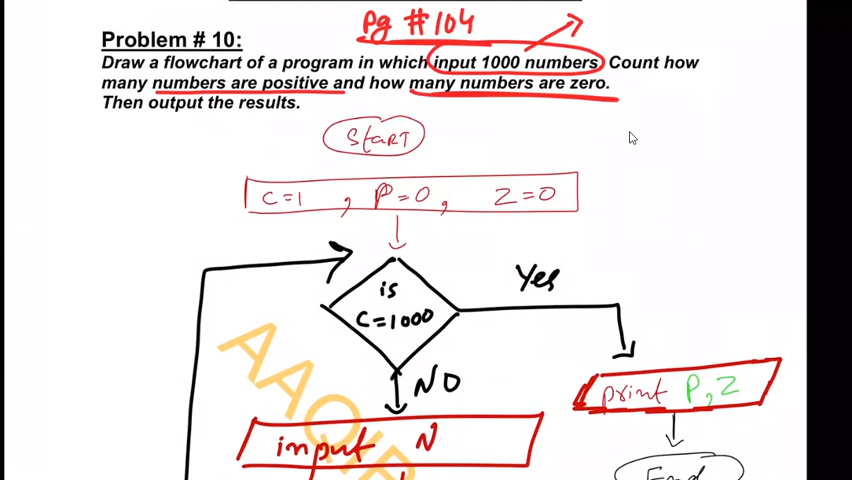 Pg #104
Problem # 10:
Draw a flowchart of a program in which input 1000 numbers. Count how
many numbers are positive and how many numbers are zero.
Then output the results.
Start
C=1 , P=0, Z=0
is
C=1000
Yes
NO
print P,Z
input N
End
AAQIB